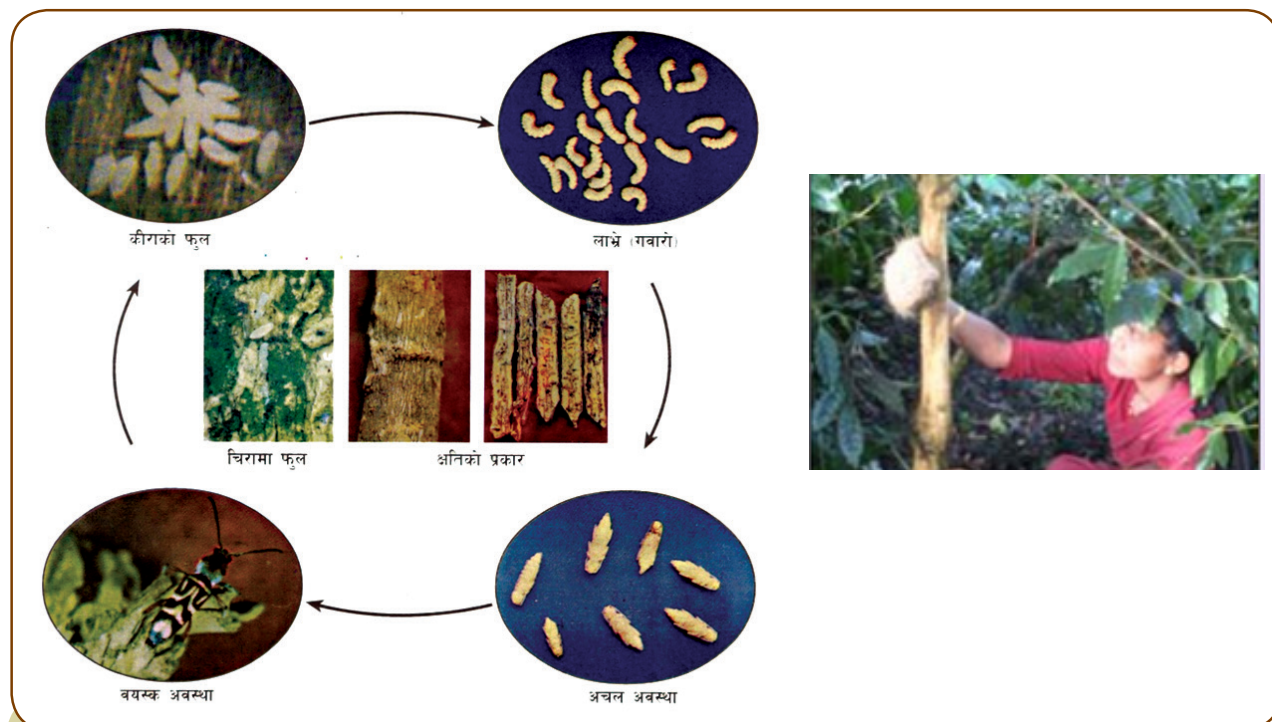 कीराको फुल
लाभ्रे (गवारो)
चिरामा फुल
क्षतिको प्रकार
वयस्क अवस्था
अचल अवस्था